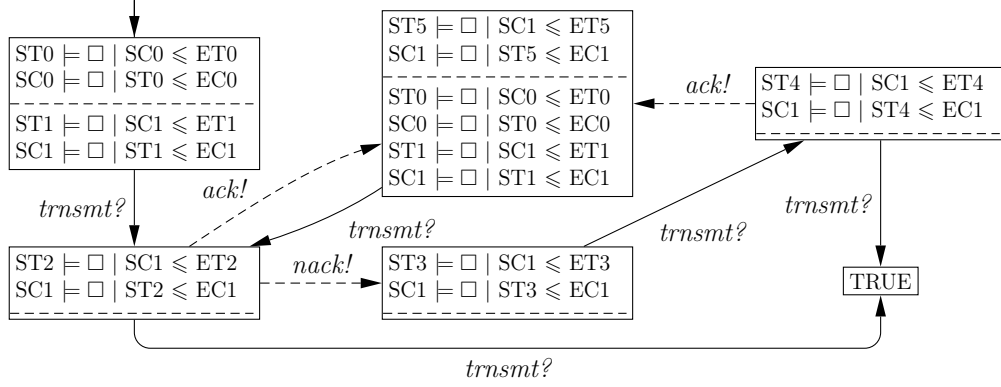 ST0 ⊨ □ | SC0 ⩽ ET0
SC0 ⊨ □ | ST0 ⩽ EC0
ST1 ⊨ □ | SC1 ⩽ ET1
SC1 ⊨ □ | ST1 ⩽ EC1
ST5 ⊨ □ | SC1 ⩽ ET5
SC1 ⊨ □ | ST5 ⩽ EC1
ST0 ⊨ □ | SC0 ⩽ ET0
SC0 ⊨ □ | ST0 ⩽ EC0
ST1 ⊨ □ | SC1 ⩽ ET1
SC1 ⊨ □ | ST1 ⩽ EC1
ack!
ST4 ⊨ □ | SC1 ⩽ ET4
SC1 ⊨ □ | ST4 ⩽ EC1
trnsmt?
ack!
trnsmt?
trnsmt?
trnsmt?
ST2 ⊨ □ | SC1 ⩽ ET2
SC1 ⊨ □ | ST2 ⩽ EC1
nack!
ST3 ⊨ □ | SC1 ⩽ ET3
SC1 ⊨ □ | ST3 ⩽ EC1
TRUE
trnsmt?